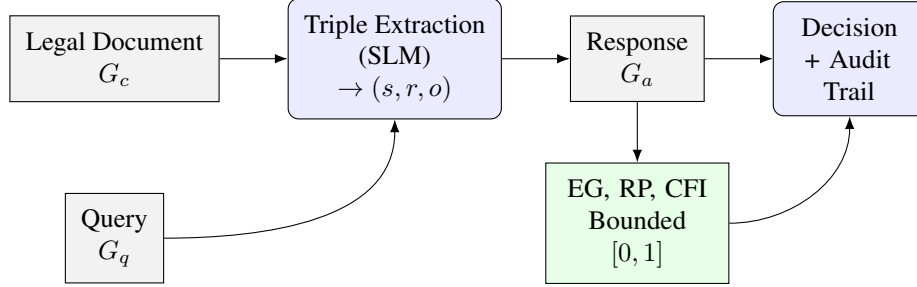 Legal Document
G_c
Triple Extraction
(SLM)
→ (s, r, o)
Response
G_a
Decision
+ Audit
Trail
Query
G_q
EG, RP, CFI
Bounded
[0, 1]